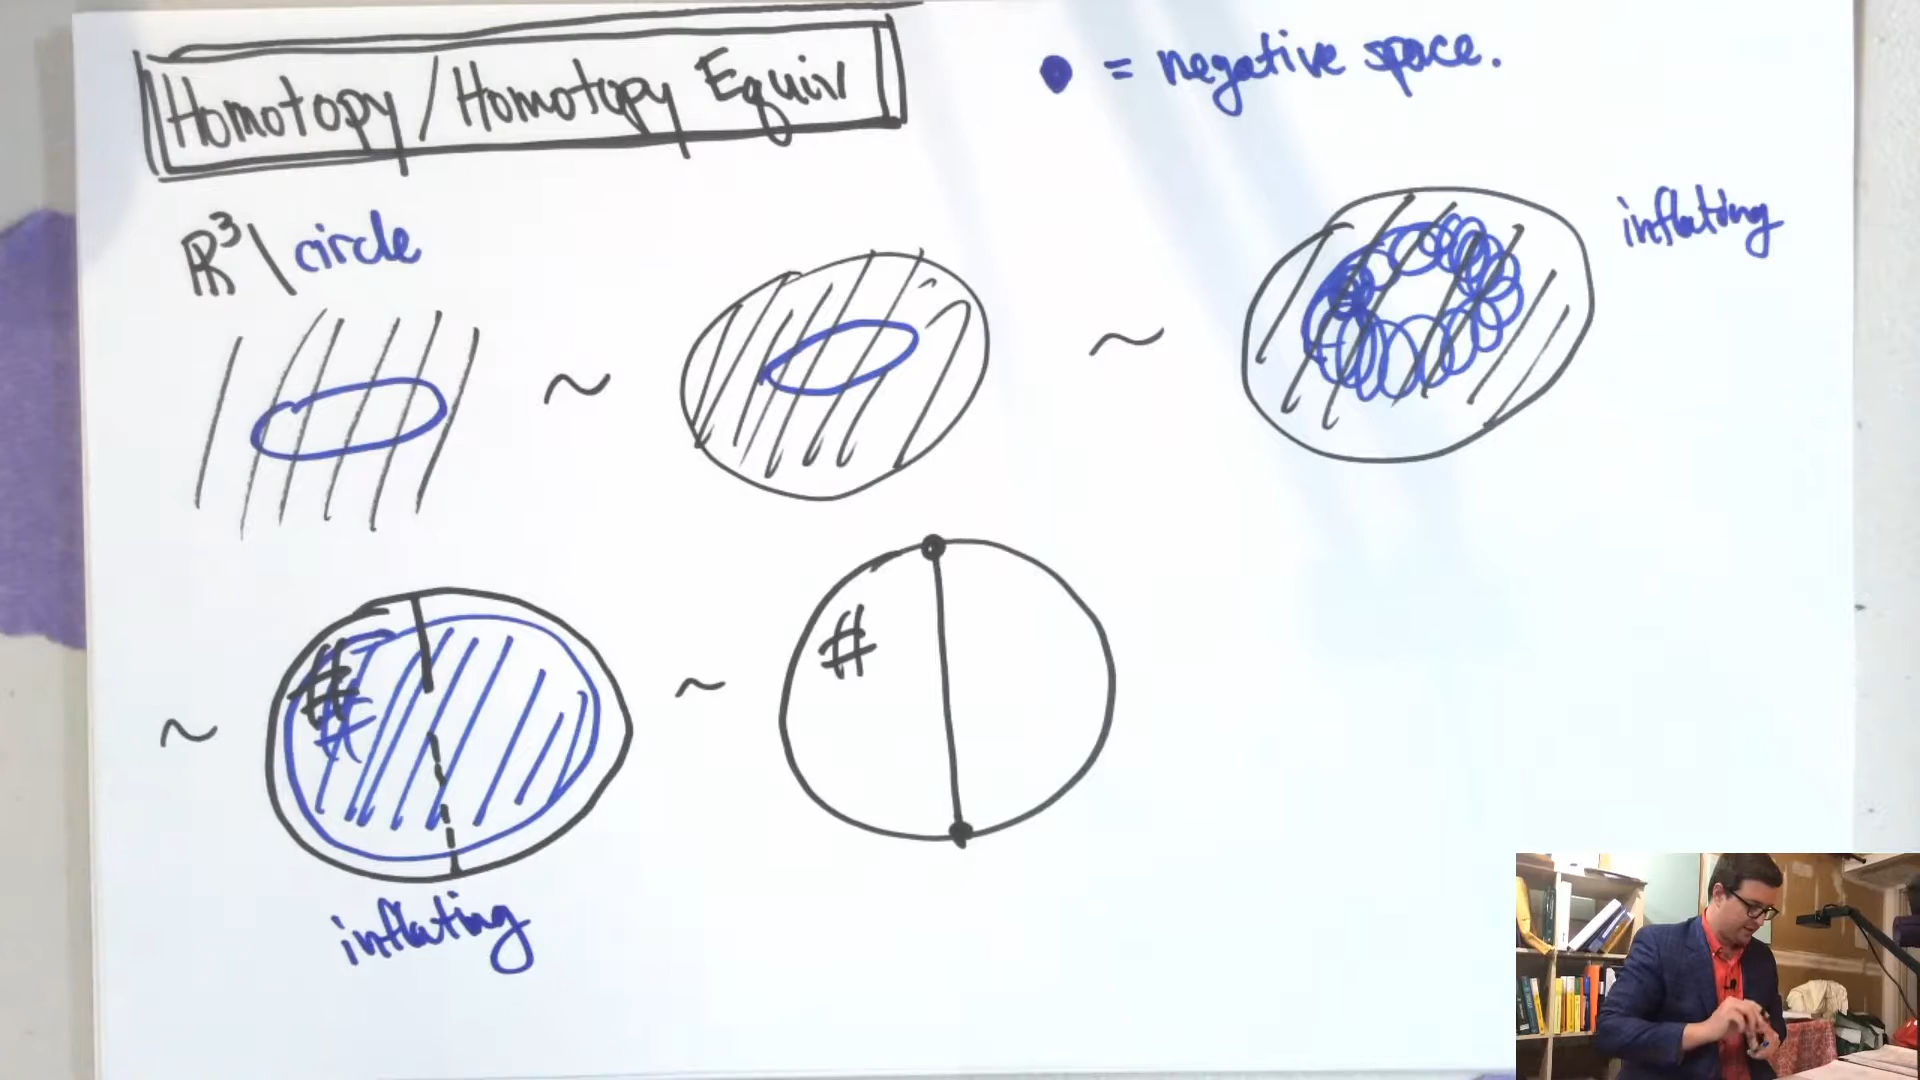 Homotopy / Homotopy Equiv
● = negative space.
ℝ³ \ circle
~
~
inflating
~
#
#
~
#
inflating